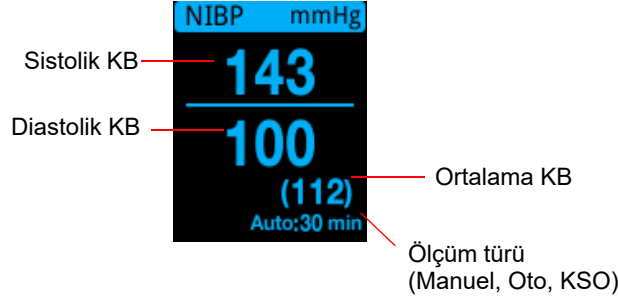 NIBP mmHg
Sistolik KB
143
Diastolik KB
100
(112)
Ortalama KB
Auto:30 min
Ölçüm türü
(Manuel, Oto, KSO)